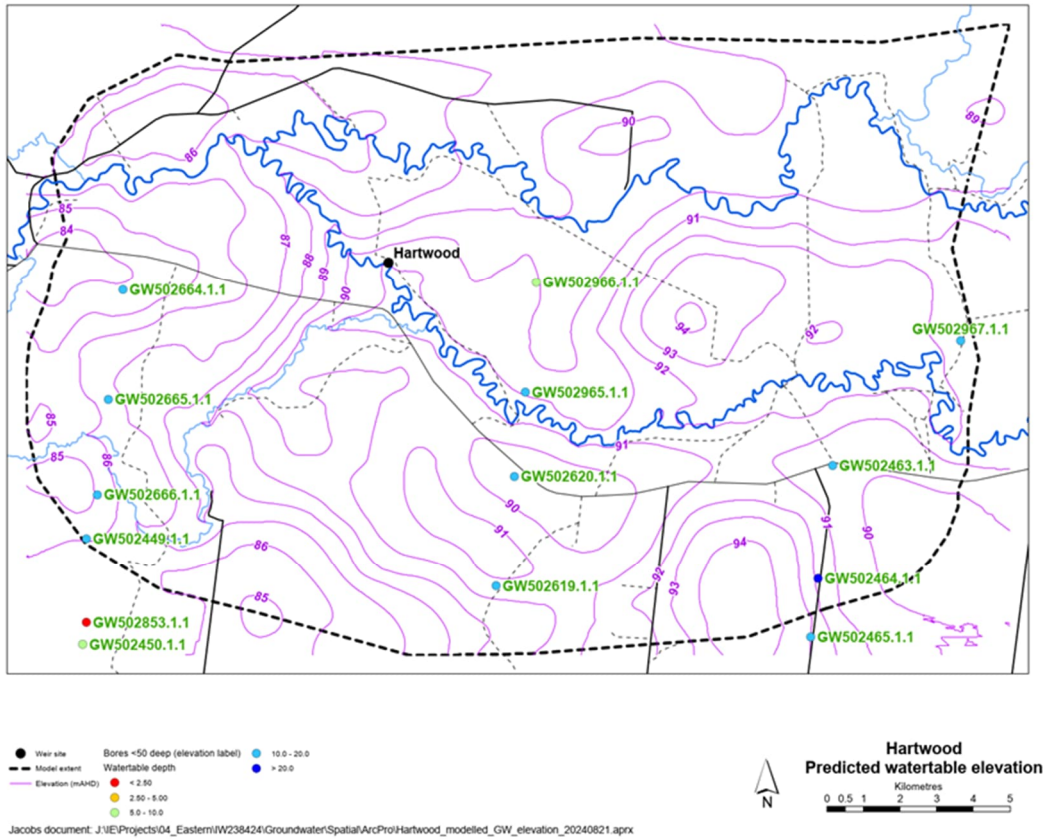 90
89
86
85
84
91
87
88
89
90
Hartwood
GW502664.1.1
GW502966.1.1
94
93
92
92
GW502967.1.1
GW502665.1.1
GW502965.1.1
85
85
86
91
GW502463.1.1
GW502620.1.1
GW502666.1.1
90
91
GW502449.1.1
86
94
91
90
92
93
85
GW502464.1.1
GW502619.1.1
GW502853.1.1
GW502450.1.1
GW502465.1.1
Weir site
Model extent
Elevation (mAHD)
Bores <50 deep (elevation label)
Watertable depth
< 2.50
2.50 - 5.00
5.0 - 10.0
10.0 - 20.0
> 20.0
N
Hartwood
Predicted watertable elevation
Kilometres
0 0.5 1 2 3 4 5
Jacobs document: J:\IE\Projects\04_Eastern\IW238424\Groundwater\Spatial\ArcPro\Hartwood_modelled_GW_elevation_20240821.aprx